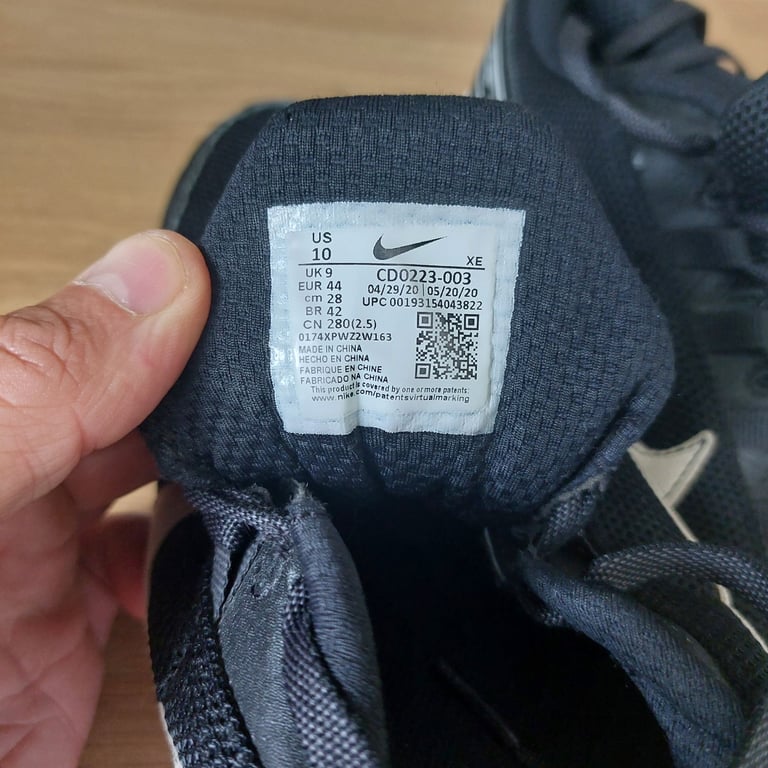 US
10
XE
UK 9
CD0223-003
EUR 44
04/29/20 | 05/20/20
cm 28
UPC 00193154043822
BR 42
CN 280(2.5)
0174XPWZ2W163
MADE IN CHINA
HECHO EN CHINA
FABRIQUE EN CHINE
FABRICADO NA CHINA
This product is covered by one or more patents:
www.nike.com/patentsvirtualmarking